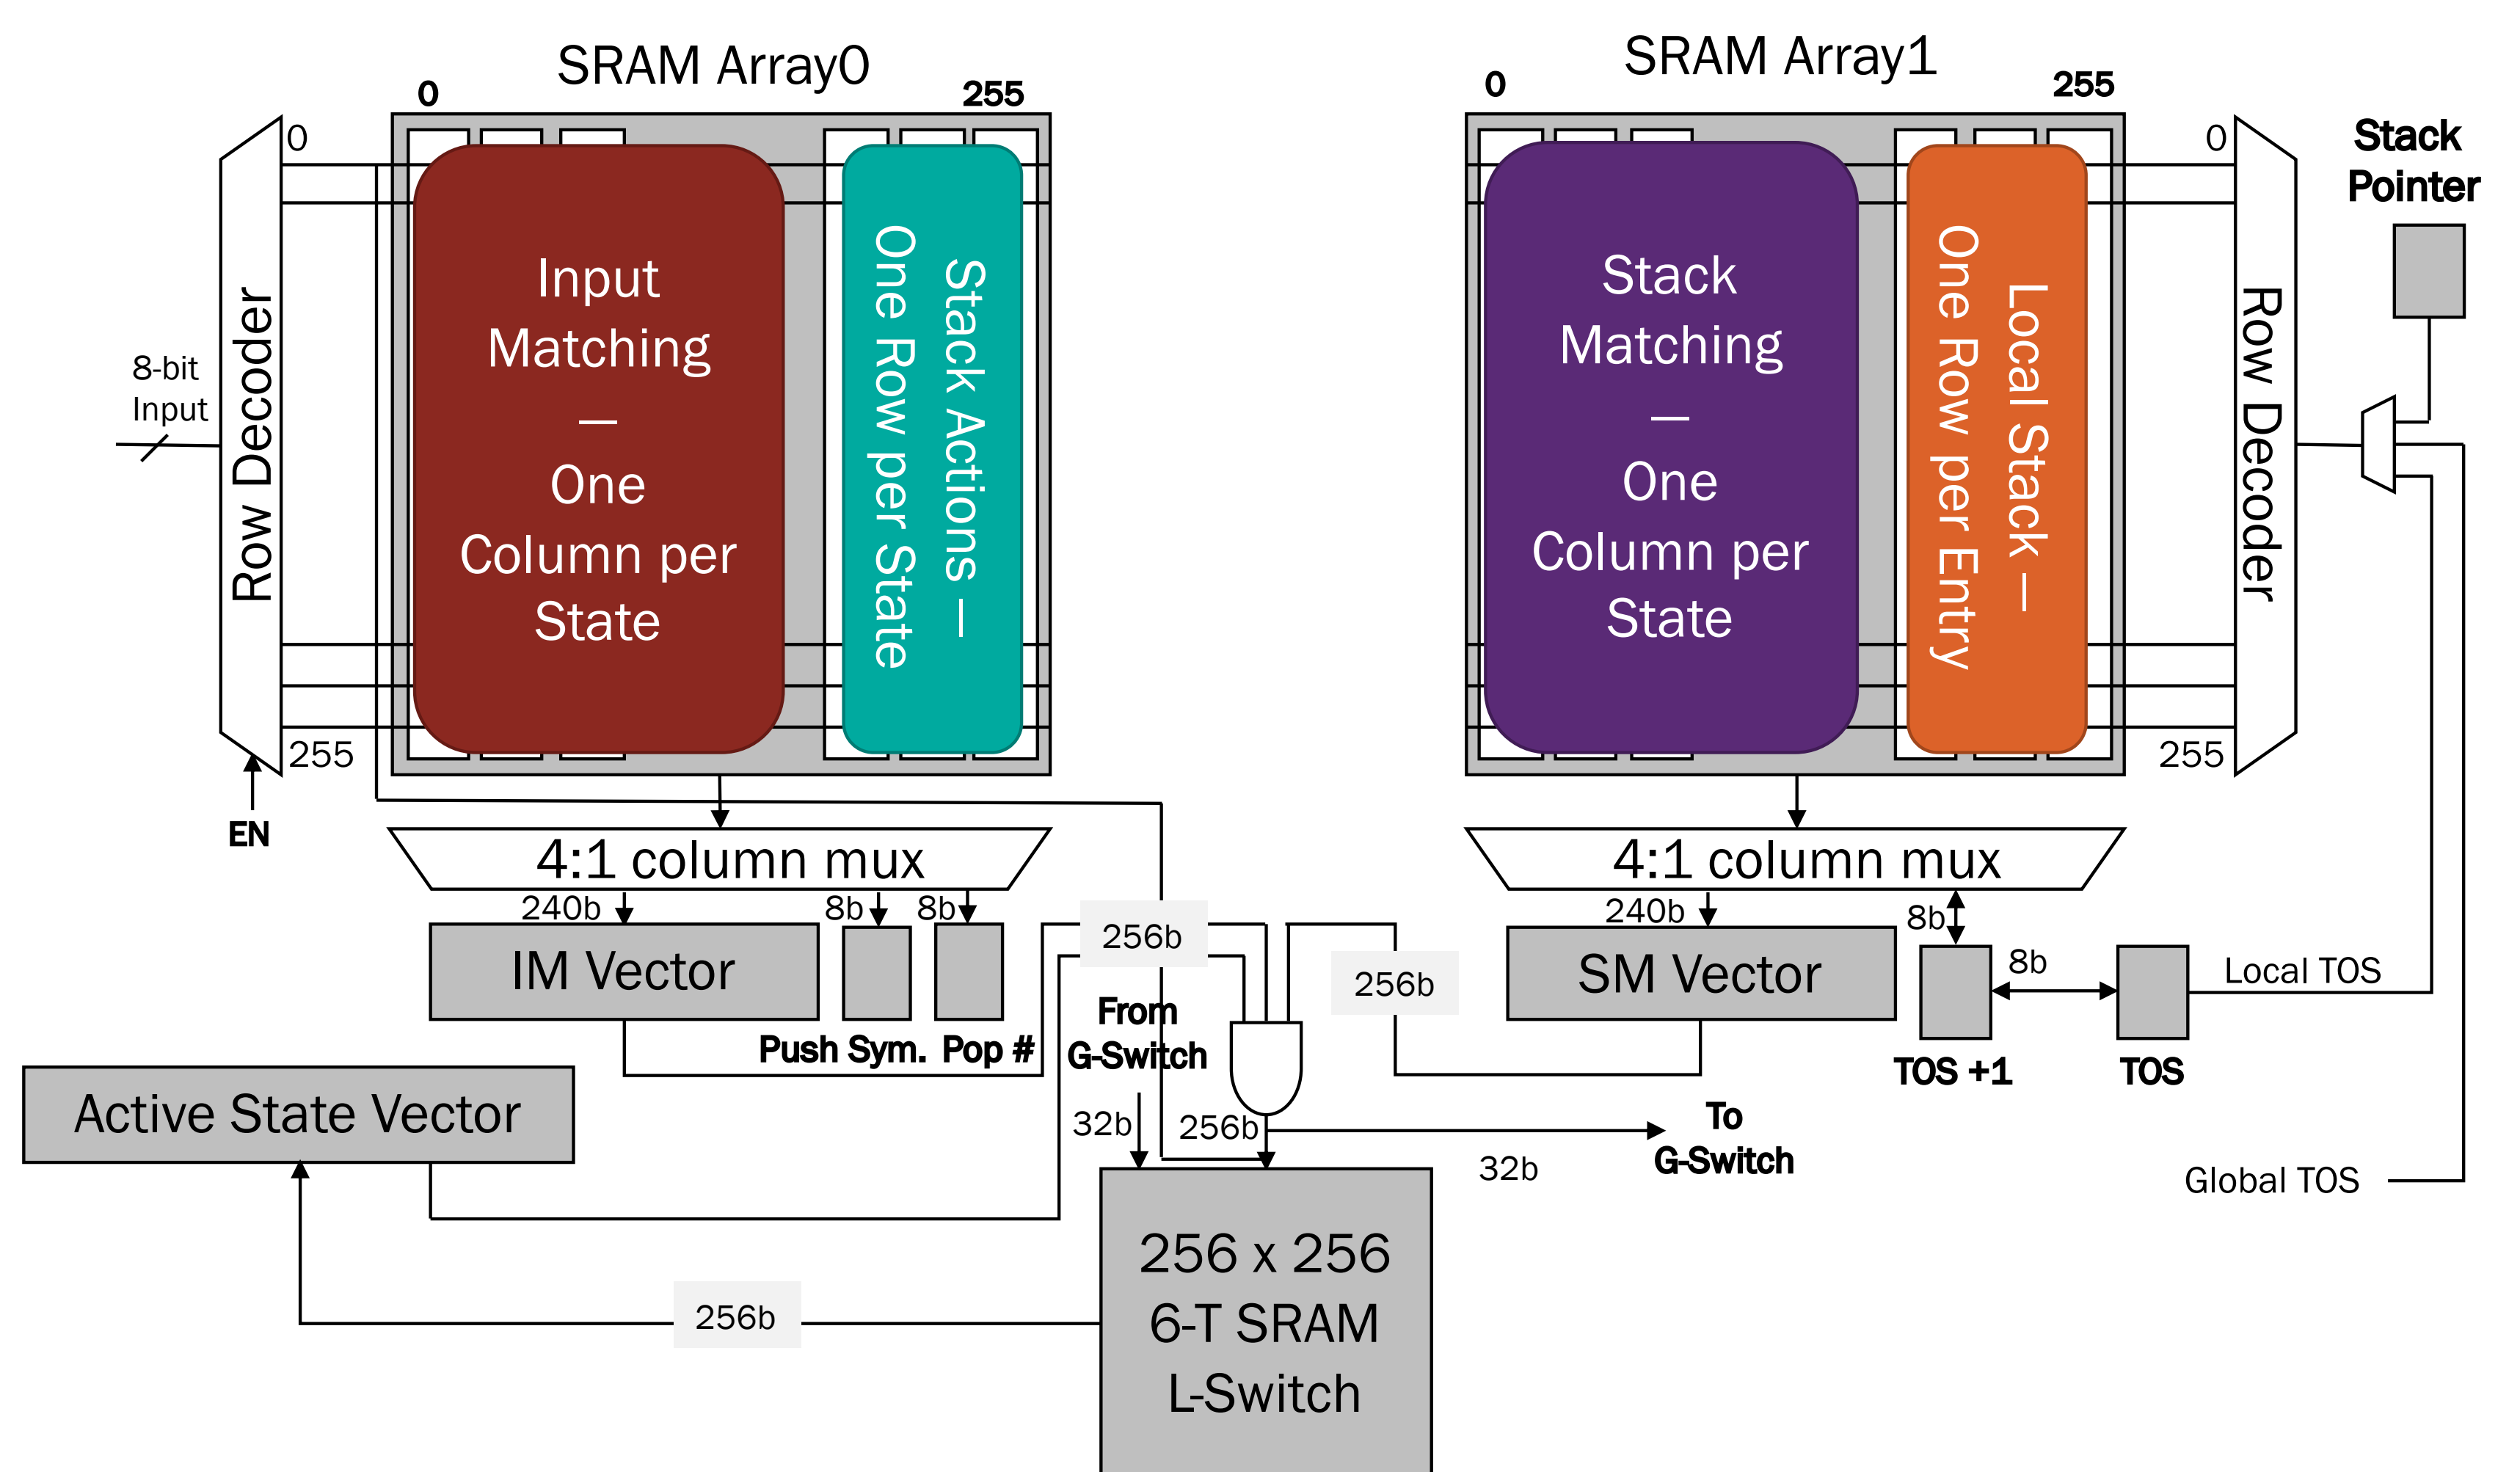 SRAM Array0
SRAM Array1
0
255
0
255
0
0
Stack
Pointer
Row Decoder
8-bit
Input
Input
Matching
—
One
Column per
State
Stack Actions —
One Row per State
Stack
Matching
—
One
Column per
State
Local Stack —
One Row per Entry
Row Decoder
255
255
EN
4:1 column mux
4:1 column mux
240b
8b
8b
240b
8b
IM Vector
256b
256b
SM Vector
8b
Local TOS
Push Sym.
Pop #
From
G-Switch
TOS +1
TOS
Active State Vector
32b
256b
To
G-Switch
32b
Global TOS
256 x 256
6-T SRAM
L-Switch
256b